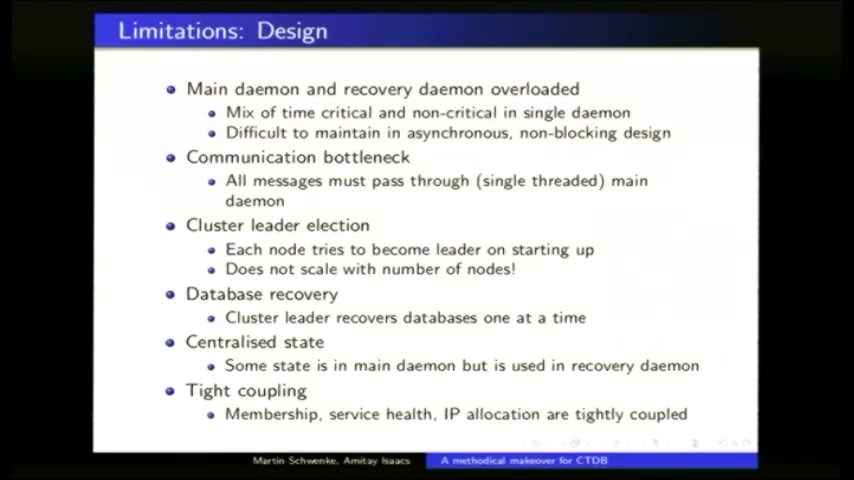 Limitations: Design
Main daemon and recovery daemon overloaded
Mix of time critical and non-critical in single daemon
Difficult to maintain in asynchronous, non-blocking design
Communication bottleneck
All messages must pass through (single threaded) main
daemon
Cluster leader election
Each node tries to become leader on starting up
Does not scale with number of nodes!
Database recovery
Cluster leader recovers databases one at a time
Centralised state
Some state is in main daemon but is used in recovery daemon
Tight coupling
Membership, service health, IP allocation are tightly coupled
Martin Schwenke, Amitay Isaacs
A methodical makeover for CTDB